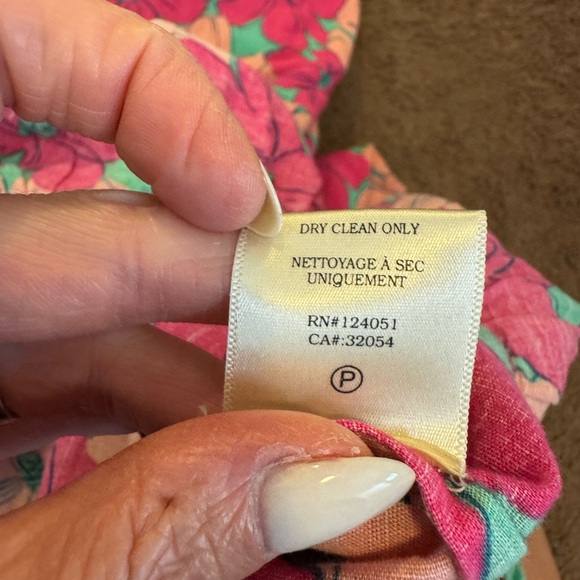 DRY CLEAN ONLY
NETTOYAGE À SEC
UNIQUEMENT
RN#124051
CA#:32054
P